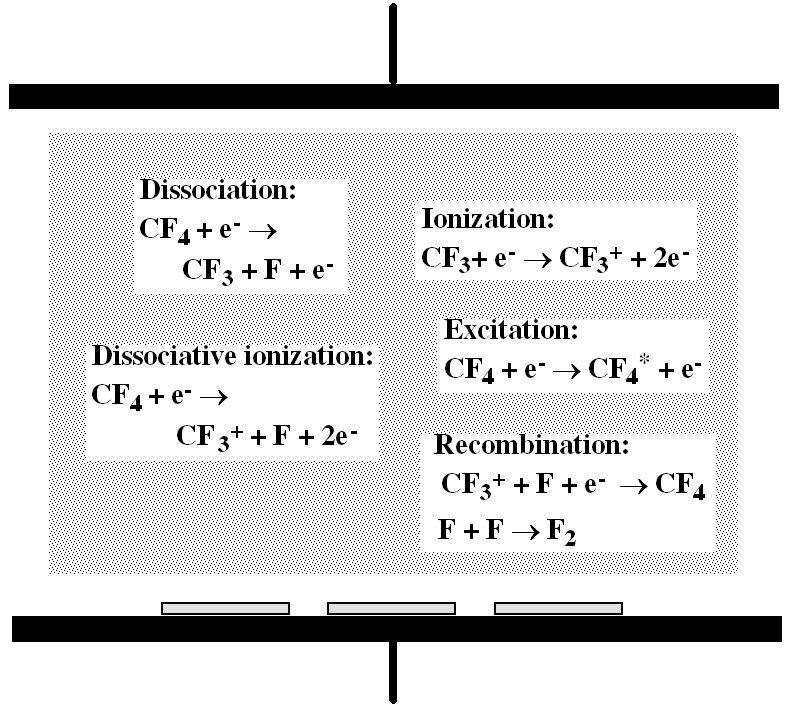 Dissociation:
CF₄ + e⁻ →
CF₃ + F + e⁻
Ionization:
CF₃+ e⁻ → CF₃⁺ + 2e⁻
Excitation:
CF₄ + e⁻ → CF₄* + e⁻
Dissociative ionization:
CF₄ + e⁻ →
CF₃⁺ + F + 2e⁻
Recombination:
CF₃⁺ + F + e⁻ → CF₄
F + F → F₂